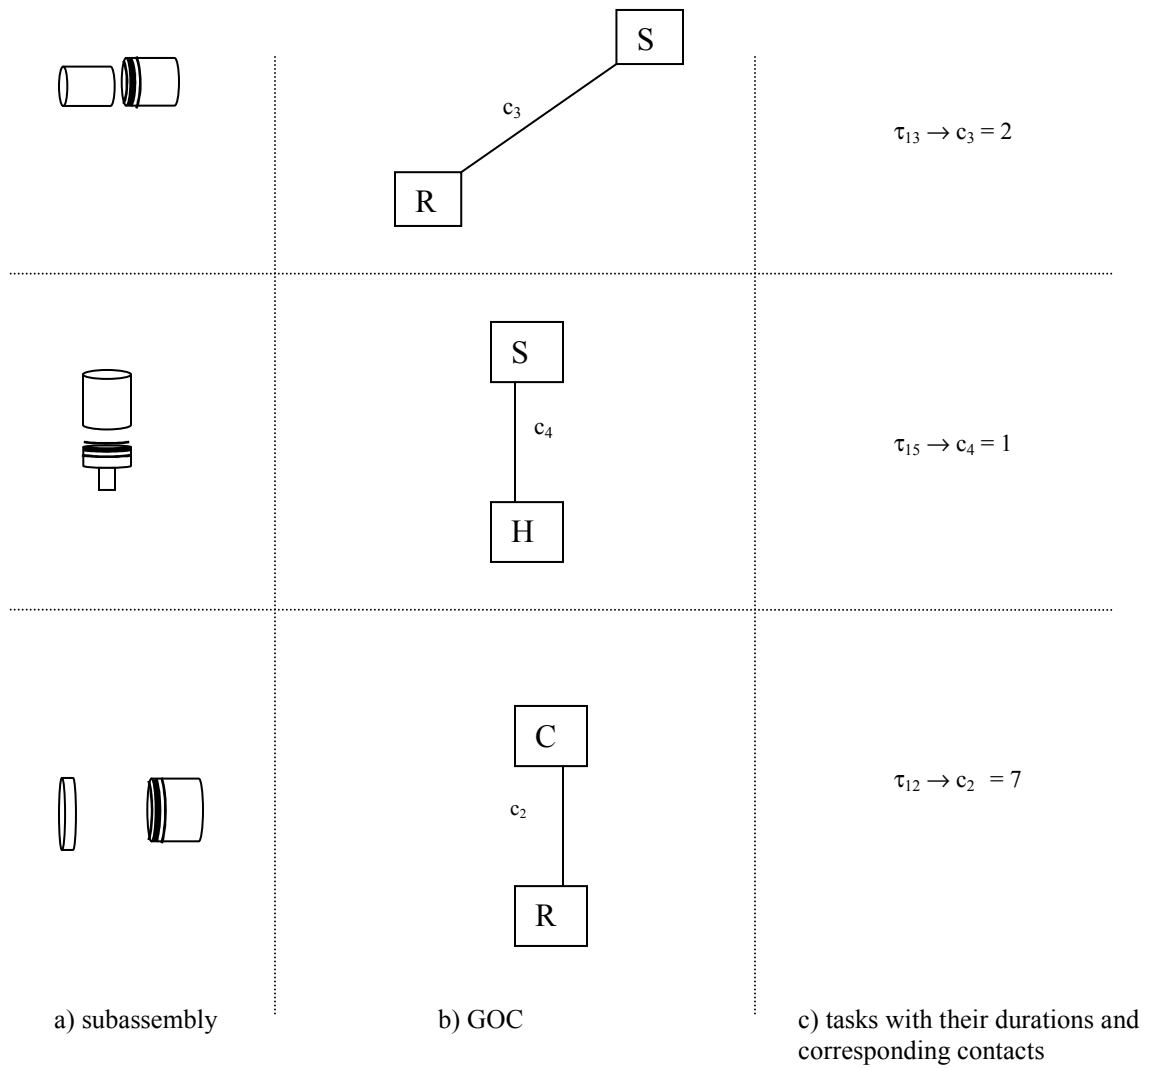 S
c₃
τ₁₃ → c₃ = 2
R
S
c₄
τ₁₅ → c₄ = 1
H
C
τ₁₂ → c₂ = 7
c₂
R
a) subassembly
b) GOC
c) tasks with their durations and
corresponding contacts